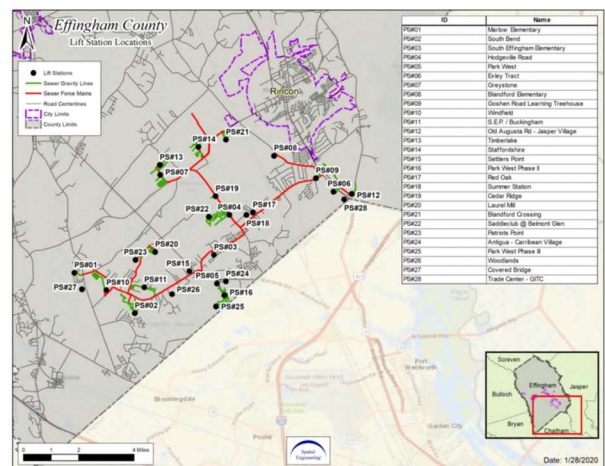 Effingham County
Lift Station Locations
N
Lift Stations
Sewer Gravity Lines
Sewer Force Mains
Road Centerlines
City Limits
County Limits
Rincon
PS#21
PS#14
PS#08
PS#13
PS#07
PS#09
PS#06
PS#12
PS#28
PS#19
PS#22
PS#04
PS#17
PS#18
PS#20
PS#23
PS#03
PS#01
PS#15
PS#05
PS#24
PS#27
PS#10
PS#11
PS#26
PS#16
PS#02
PS#25
Port
Wentworth
Bloomingdale
Pooler
Garden City
ID Name
PS#01 Marlow Elementary
PS#02 South Bend
PS#03 South Effingham Elementary
PS#04 Hodgeville Road
PS#05 Park West
PS#06 Exley Tract
PS#07 Greystone
PS#08 Blandford Elementary
PS#09 Goshen Road Learning Treehouse
PS#10 Windfield
PS#11 S.E.P. / Buckingham
PS#12 Old Augusta Rd - Jasper Village
PS#13 Timberlake
PS#14 Staffordshire
PS#15 Settlers Point
PS#16 Park West Phase II
PS#17 Red Oak
PS#18 Summer Station
PS#19 Cedar Ridge
PS#20 Laurel Mill
PS#21 Blandford Crossing
PS#22 Saddleclub @ Belmont Glen
PS#23 Patriots Point
PS#24 Antigua - Carribean Village
PS#25 Park West Phase III
PS#26 Woodlands
PS#27 Covered Bridge
PS#28 Trade Center - GITC
Screven
Effingham
Jasper
Bulloch
Bryan
Chatham
0 1 2 4 Miles
Spatial
Engineering
Date: 1/28/2020